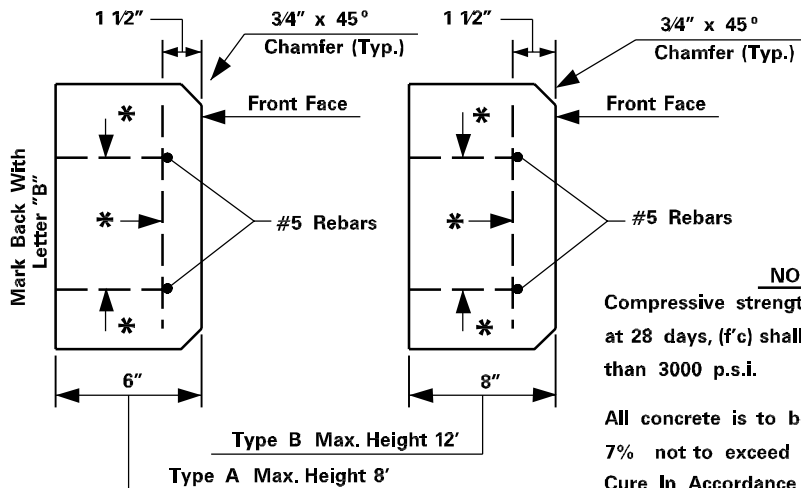 1 1/2"
3/4" x 45°
Chamfer (Typ.)
1 1/2"
3/4" x 45°
Chamfer (Typ.)
Front Face
Front Face
*
*
Mark Back With
Letter "B"
*
#5 Rebars
*
#5 Rebars
*
*
6"
8"
Type B Max. Height 12'
Type A Max. Height 8'
Compressive
at 28 days, (f'c) shall
than 3000 p.s.i.
All concrete is to
7% not to exceed
Cure In Accordance